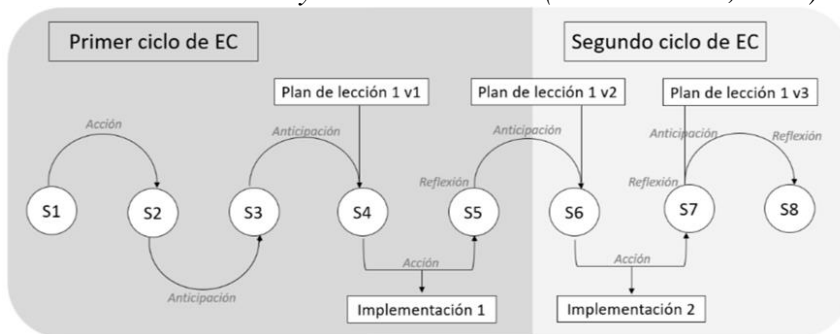 Primer ciclo de EC
Segundo ciclo de EC
Plan de lección 1 v1
Plan de lección 1 v2
Plan de lección 1 v3
Acción
Anticipación
Anticipación
Anticipación
Reflexión
Reflexión
Reflexión
S1
S2
S3
S4
S5
S6
S7
S8
Anticipación
Acción
Acción
Implementación 1
Implementación 2